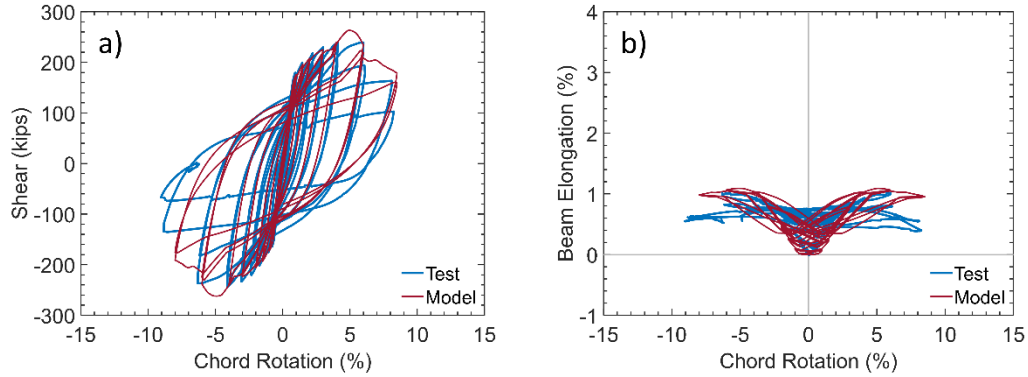 a)
300
200
100
0
-100
-200
-300
Shear (kips)
-15 -10 -5 0 5 10 15
Chord Rotation (%)
Test
Model
b)
4
3
2
1
0
-1
Beam Elongation (%)
-15 -10 -5 0 5 10 15
Chord Rotation (%)
Test
Model